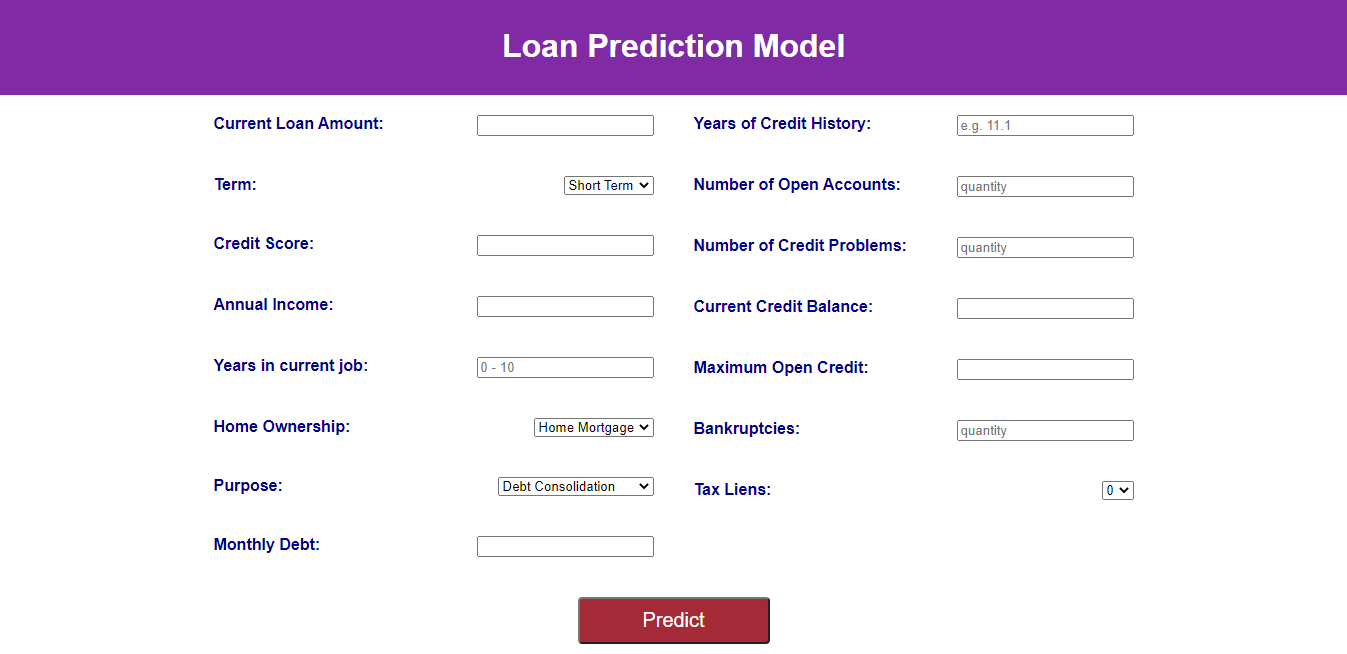 Loan Prediction Model
Current Loan Amount:
Term: Short Term
Credit Score:
Annual Income:
Years in current job: 0 - 10
Home Ownership: Home Mortgage
Purpose: Debt Consolidation
Monthly Debt:
Years of Credit History: e.g. 11.1
Number of Open Accounts: quantity
Number of Credit Problems: quantity
Current Credit Balance:
Maximum Open Credit:
Bankruptcies: quantity
Tax Liens: 0
Predict